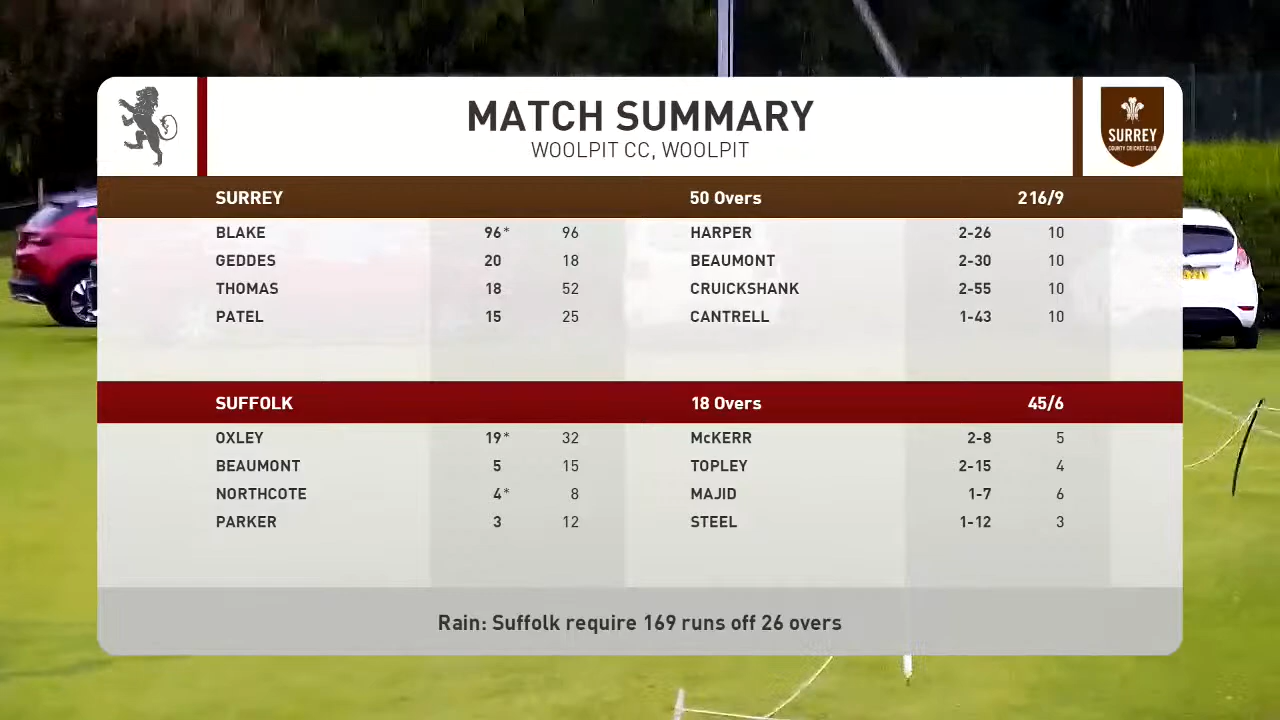 MATCH SUMMARY
WOOLPIT CC, WOOLPIT
SURREY
COUNTY CRICKET CLUB
SURREY 50 Overs 216/9
BLAKE 96* 96 HARPER 2-26 10
GEDDES 20 18 BEAUMONT 2-30 10
THOMAS 18 52 CRUICKSHANK 2-55 10
PATEL 15 25 CANTRELL 1-43 10
SUFFOLK 18 Overs 45/6
OXLEY 19* 32 McKERR 2-8 5
BEAUMONT 5 15 TOPLEY 2-15 4
NORTHCOTE 4* 8 MAJID 1-7 6
PARKER 3 12 STEEL 1-12 3
Rain: Suffolk require 169 runs off 26 overs